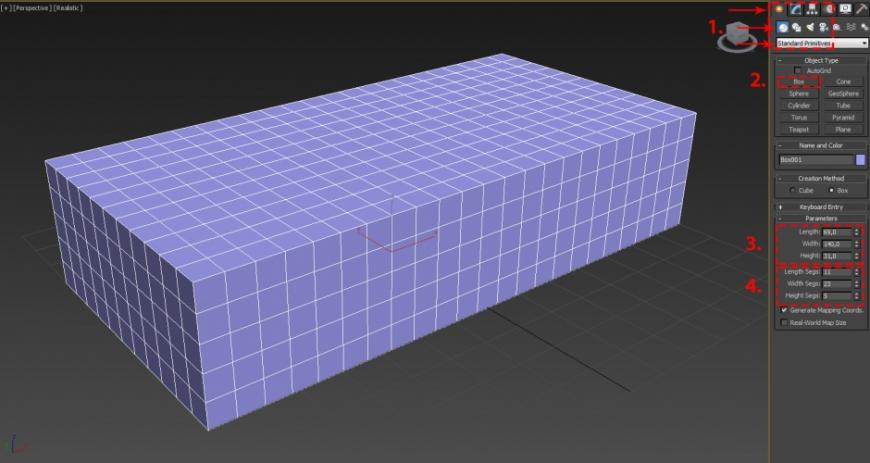 [+] [Perspective] [Realistic]
1.
Standard Primitives
2.
- Object Type
AutoGrid
Box Cone
Sphere GeoSphere
Cylinder Tube
Torus Pyramid
Teapot Plane
- Name and Color
Box001
- Creation Method
Cube Box
+ Keyboard Entry
- Parameters
3.
Length: 69,0
Width: 140,0
Height: 31,0
4.
Length Segs: 11
Width Segs: 23
Height Segs: 5
Generate Mapping Coords.
Real-World Map Size